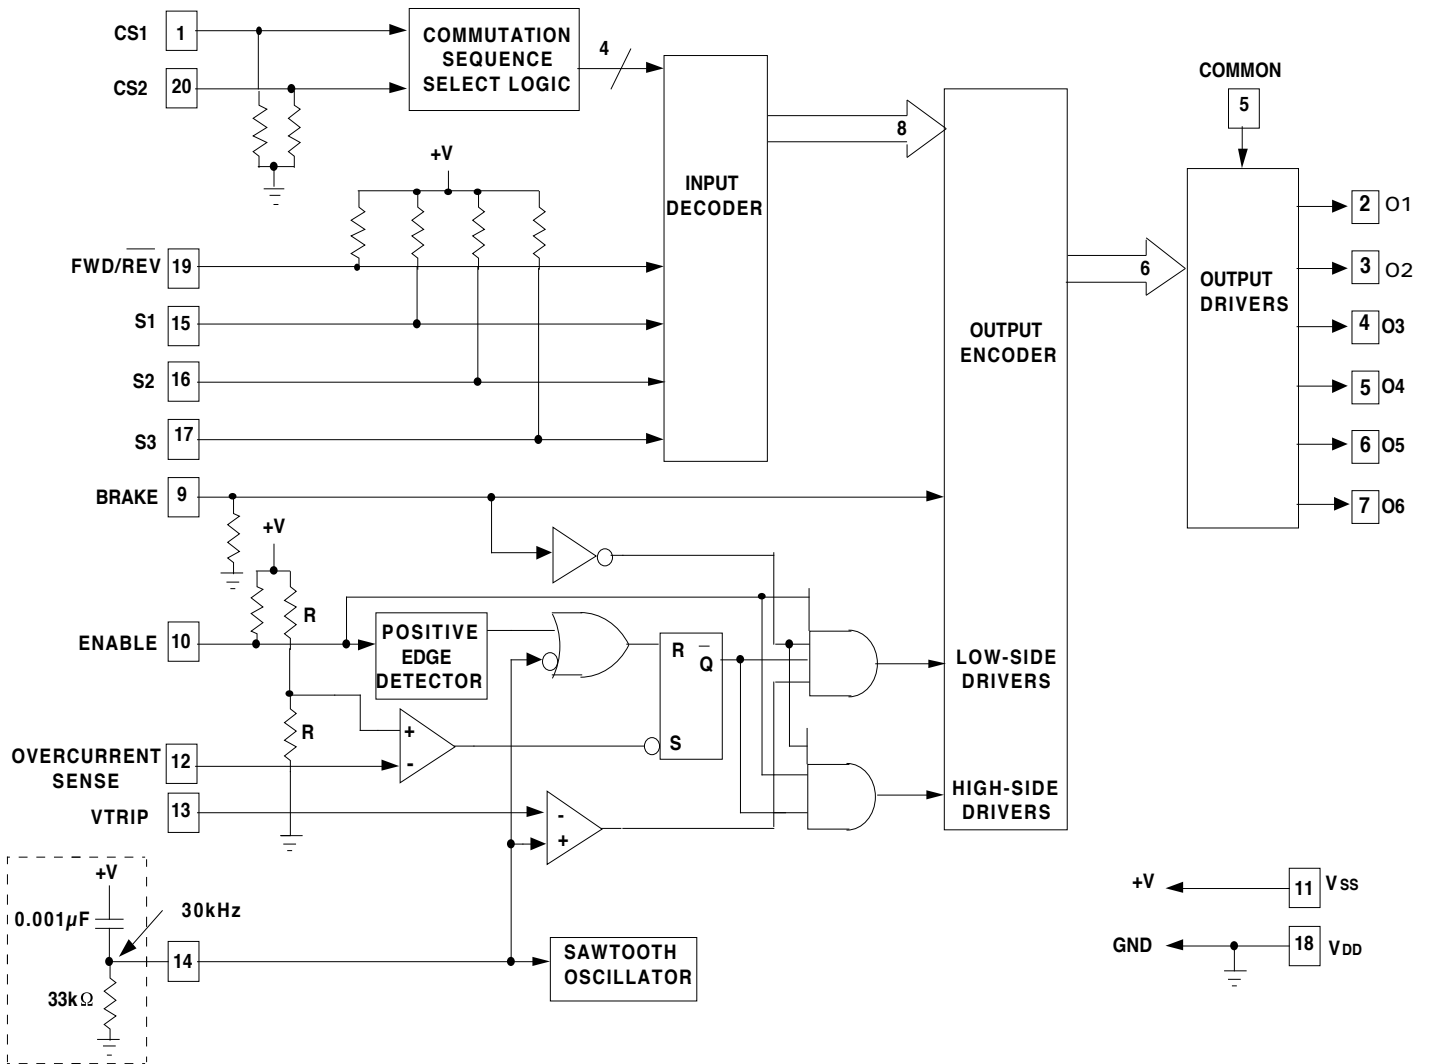 CS1 1
CS2 20
COMMUTATION
SEQUENCE
SELECT LOGIC
4
+V
INPUT
DECODER
8
COMMON
5
FWD/REV 19
S1 15
S2 16
S3 17
BRAKE 9
OUTPUT
ENCODER
6
OUTPUT
DRIVERS
2 O1
3 O2
4 O3
5 O4
6 O5
7 O6
+V
R
ENABLE 10
POSITIVE
EDGE
DETECTOR
R Q
S
LOW-SIDE
DRIVERS
R
+
-
OVERCURRENT
SENSE
12
VTRIP 13
-
+
HIGH-SIDE
DRIVERS
+V
0.001µF
30kHz
14
33kΩ
SAWTOOTH
OSCILLATOR
+V 11 VSS
GND 18 VDD